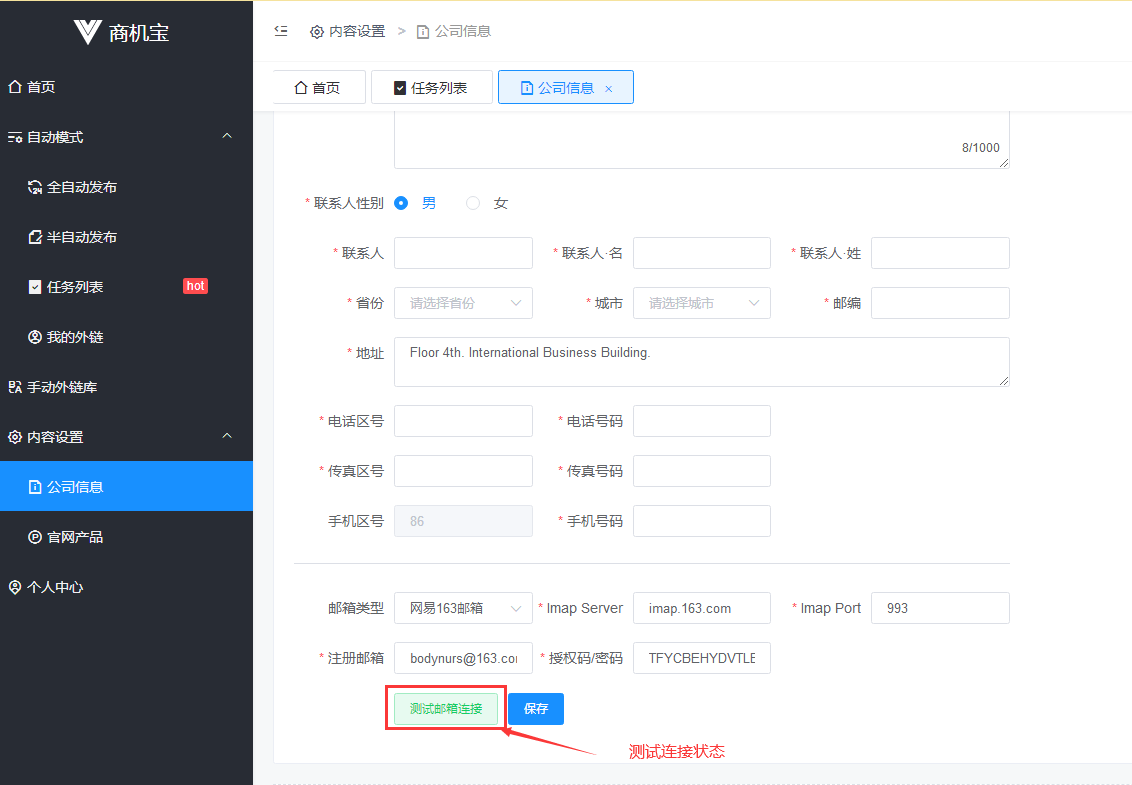 商机宝
首页
自动模式
全自动发布
半自动发布
任务列表 hot
我的外链
手动外链库
内容设置
公司信息
官网产品
个人中心
内容设置 > 公司信息
首页 任务列表 公司信息 ×
8/1000
* 联系人性别 男 女
* 联系人 * 联系人·名 * 联系人·姓
* 省份 请选择省份 * 城市 请选择城市 * 邮编
* 地址 Floor 4th. International Business Building.
* 电话区号 * 电话号码
* 传真区号 * 传真号码
手机区号 86 * 手机号码
邮箱类型 网易163邮箱 * Imap Server imap.163.com * Imap Port 993
* 注册邮箱 bodynurs@163.co * 授权码/密码 TFYCBEHYDVTLE
测试邮箱连接 保存
测试连接状态